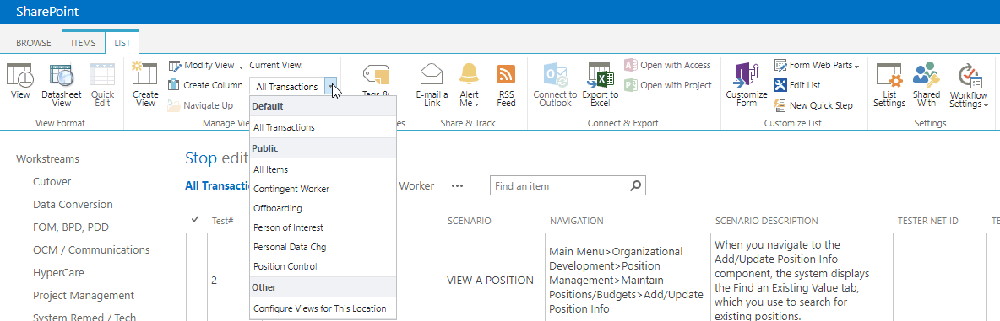 SharePoint
BROWSE ITEMS LIST
View
Datasheet View
Quick Edit
View Format
Create View
Modify View
Create Column
Navigate Up
Current View:
All Transactions
Manage Vie
Tags &
es
E-mail a Link
Alert Me
RSS Feed
Share & Track
Connect to Outlook
Export to Excel
Open with Access
Open with Project
Connect & Export
Customize Form
Form Web Parts
Edit List
New Quick Step
Customize List
List Settings
Shared With
Workflow Settings
Settings
Default
All Transactions
Public
All Items
Contingent Worker
Offboarding
Person of Interest
Personal Data Chg
Position Control
Other
Configure Views for This Location
Workstreams
Cutover
Data Conversion
FOM, BPD, PDD
OCM / Communications
HyperCare
Project Management
System Remed / Tech
Stop edit
All Transactio
Worker
...
Find an item
Test# SCENARIO NAVIGATION SCENARIO DESCRIPTION TESTER NET ID TE
2
VIEW A POSITION
Main Menu>Organizational
Development>Position
Management>Maintain
Positions/Budgets>Add/Update
Position Info
When you navigate to the
Add/Update Position Info
component, the system displays
the Find an Existing Value tab,
which you use to search for
existing positions.